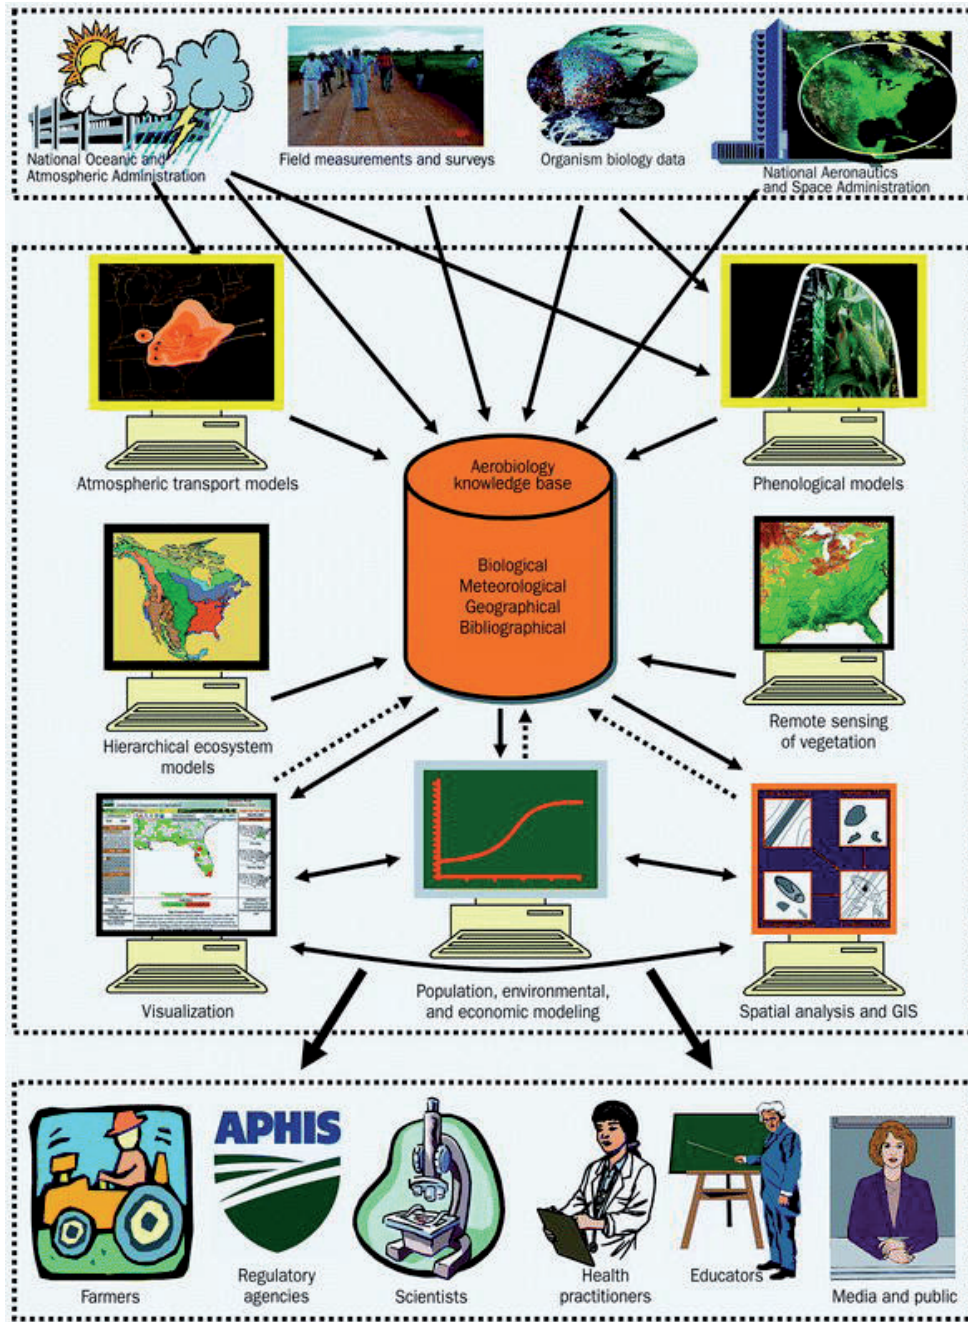 National Oceanic and
Atmospheric Administration
Field measurements and surveys
Organism biology data
National Aeronautics
and Space Administration
Atmospheric transport models
Aerobiology
knowledge base
Phenological models
Biological
Meteorological
Geographical
Bibliographical
Hierarchical ecosystem
models
Remote sensing
of vegetation
Visualization
Population, environmental,
and economic modeling
Spatial analysis and GIS
APHIS
Farmers
Regulatory
agencies
Scientists
Health
practitioners
Educators
Media and public